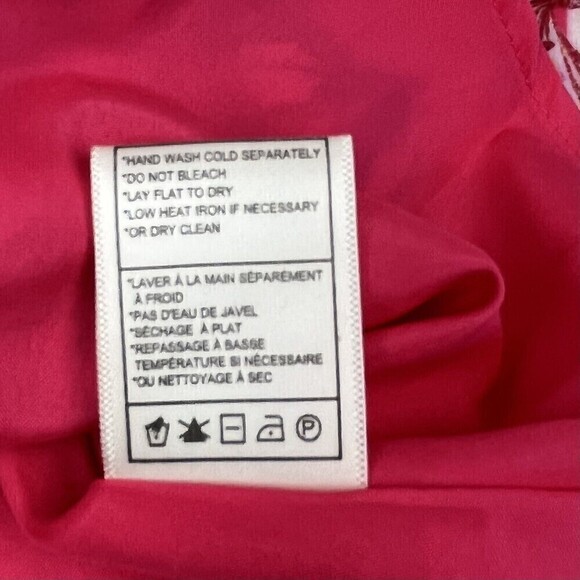 *HAND WASH COLD SEPARATELY
*DO NOT BLEACH
*LAY FLAT TO DRY
*LOW HEAT IRON IF NECESSARY
*OR DRY CLEAN
*LAVER À LA MAIN SÉPARÉMENT
À FROID
*PAS D'EAU DE JAVEL
*SÉCHAGE À PLAT
*REPASSAGE À BASSE
TEMPÉRATURE SI NÉCESSAIRE
*OU NETTOYAGE À SEC
P